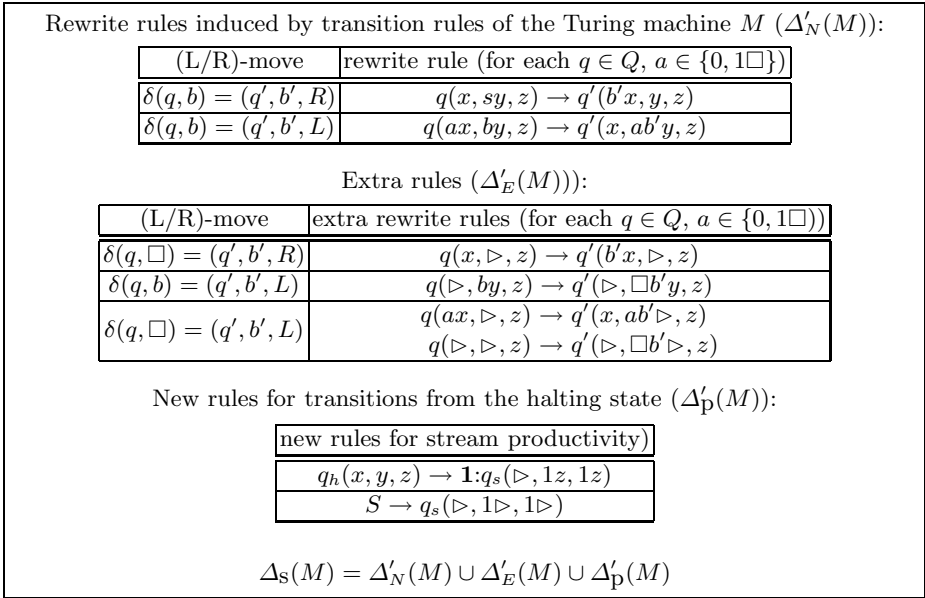 Rewrite rules induced by transition rules of the Turing machine M (Δ′_N(M)):
(L/R)-move rewrite rule (for each q ∈ Q, a ∈ {0, 1□})
δ(q, b) = (q′, b′, R) q(x, sy, z) → q′(b′x, y, z)
δ(q, b) = (q′, b′, L) q(ax, by, z) → q′(x, ab′y, z)
Extra rules (Δ′_E(M))):
(L/R)-move extra rewrite rules (for each q ∈ Q, a ∈ {0, 1□))
δ(q, □) = (q′, b′, R) q(x, ▷, z) → q′(b′x, ▷, z)
δ(q, b) = (q′, b′, L) q(▷, by, z) → q′(▷, □b′y, z)
δ(q, □) = (q′, b′, L) q(ax, ▷, z) → q′(x, ab′▷, z)
q(▷, ▷, z) → q′(▷, □b′▷, z)
New rules for transitions from the halting state (Δ′_p(M)):
new rules for stream productivity)
q_h(x, y, z) → 1:q_s(▷, 1z, 1z)
S → q_s(▷, 1▷, 1▷)
Δ_s(M) = Δ′_N(M) ∪ Δ′_E(M) ∪ Δ′_p(M)